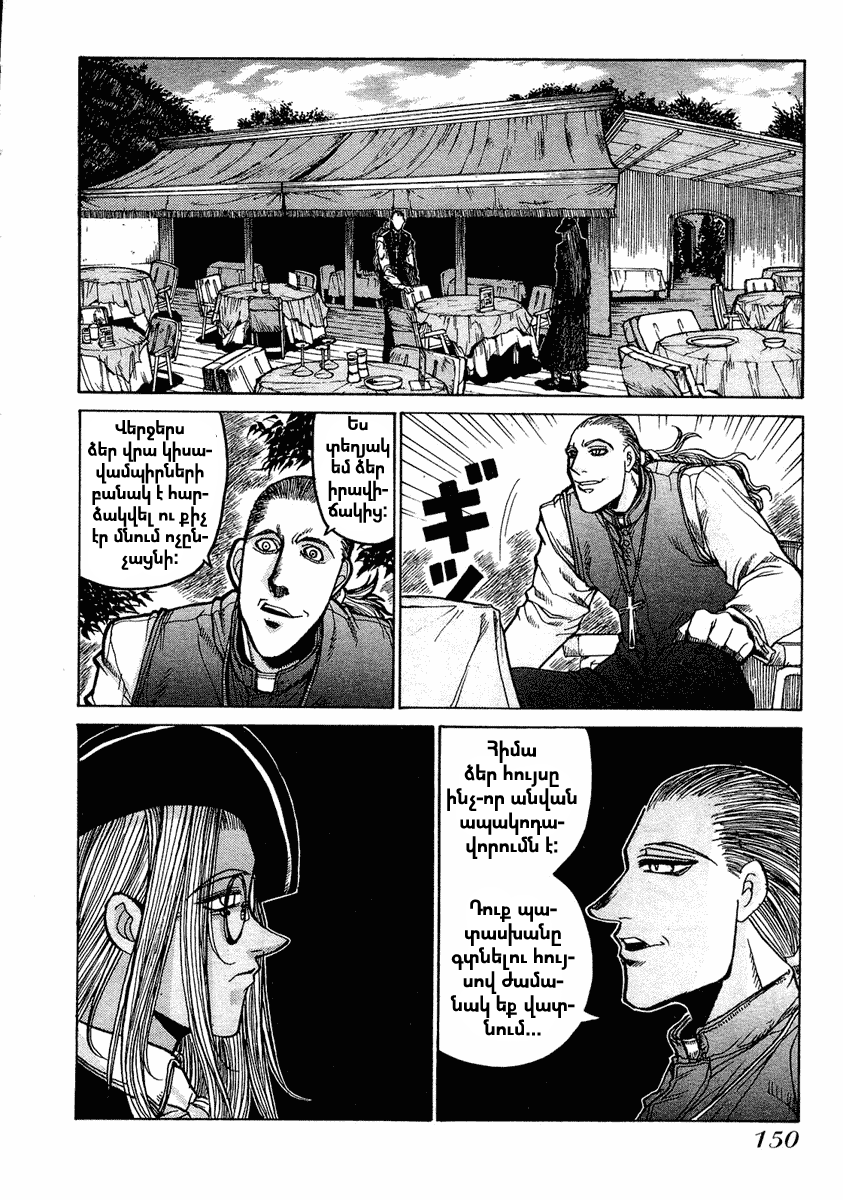 Ես
տեղյակ
եմ ձեր
իրավի-
ճակից:
Վերջերս
ձեր վրա կիսա-
վամպիրների
բանակ է հար-
ձակվել ու քիչ
էր մնում ոչըն-
չացնի:
ギシッ
Հիմա
ձեր հույսը
ինչ-որ անվան
ապակոդա-
վորումն է:
Դուք պա-
տասխանը
գտնելու հույ-
սով ժամա-
նակ եք վատ-
նում...
150